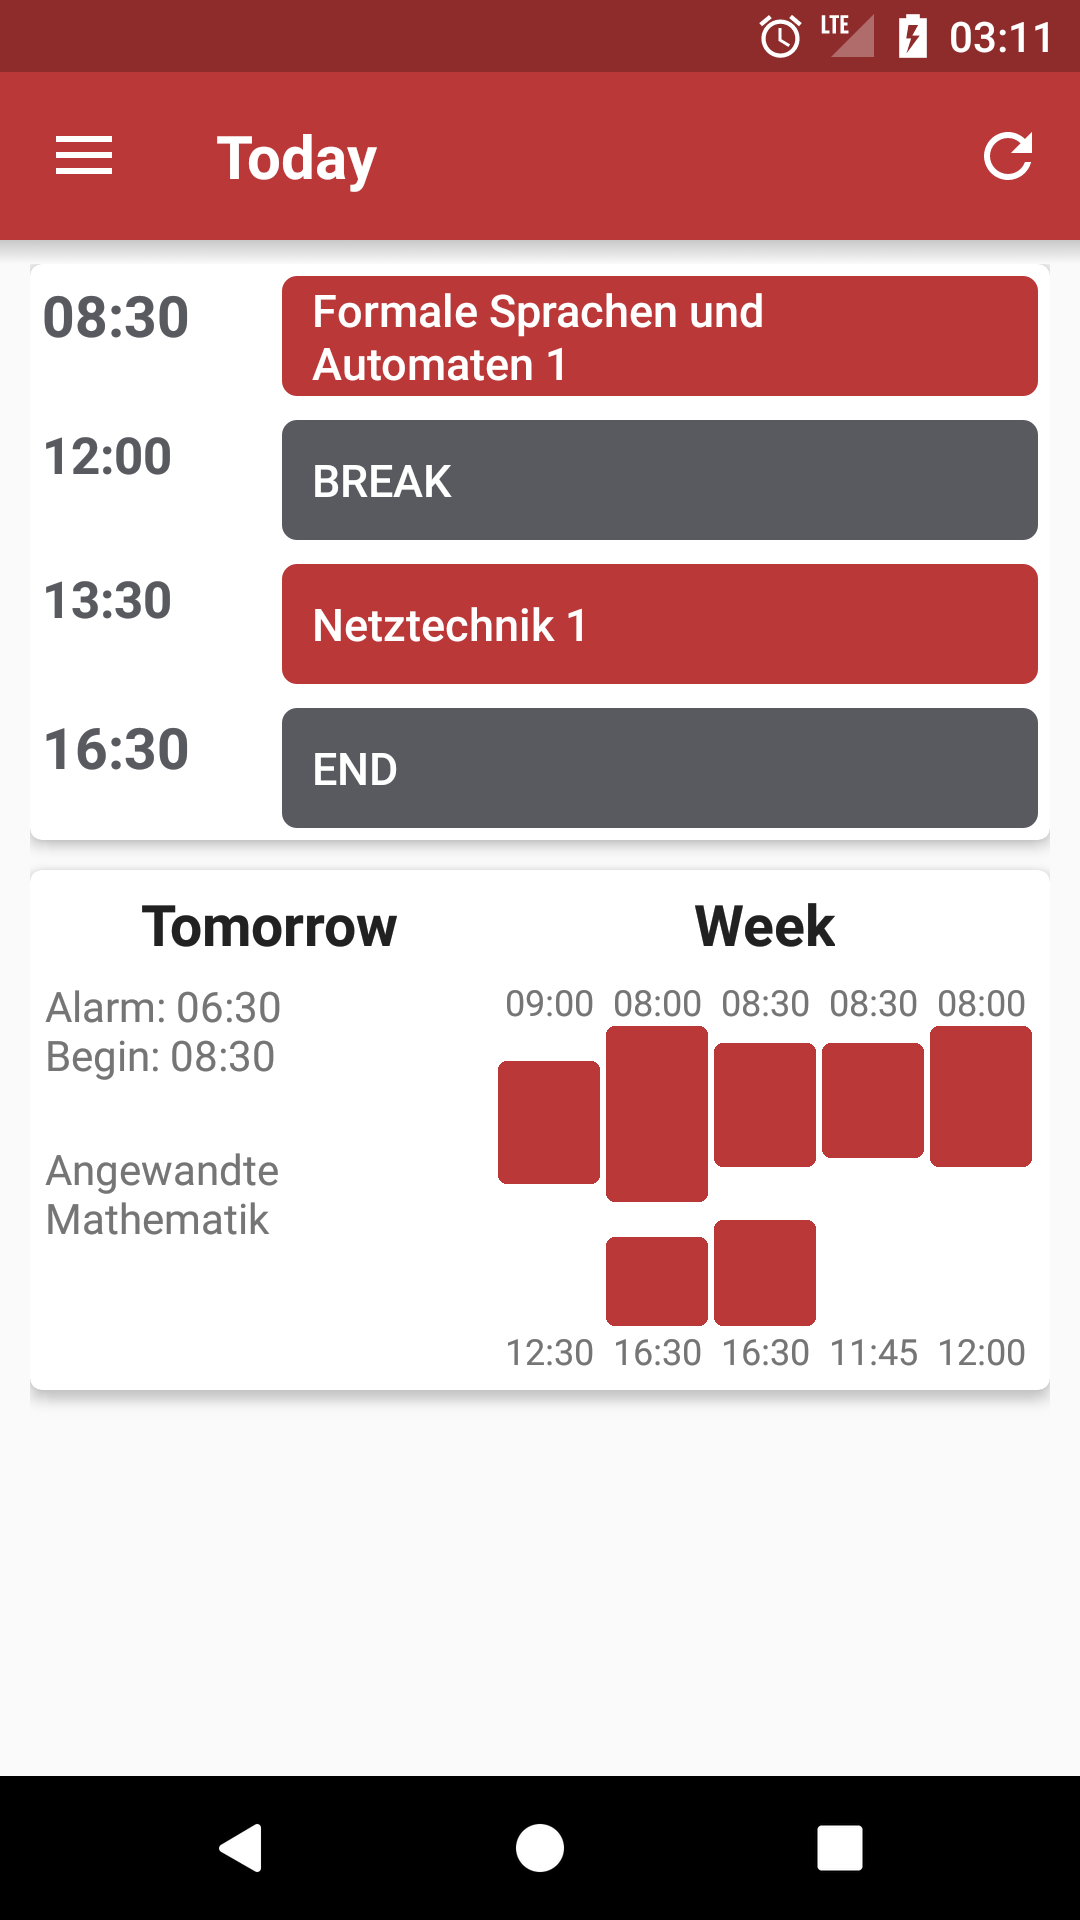 LTE 03:11
Today
08:30 Formale Sprachen und
Automaten 1
12:00 BREAK
13:30 Netztechnik 1
16:30 END
Tomorrow
Alarm: 06:30
Begin: 08:30
Angewandte
Mathematik
Week
09:00 08:00 08:30 08:30 08:00
12:30 16:30 16:30 11:45 12:00